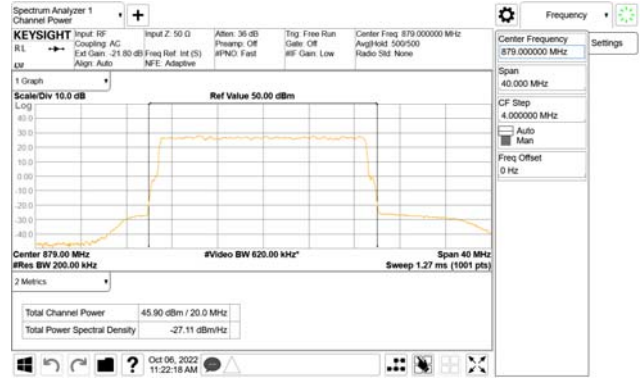 Spectrum Analyzer 1
Channel Power
Frequency
KEYSIGHT
RL
Input: RF
Coupling: AC
Ext Gain: -21.80 dB
Align: Auto
Input Z: 50 Ω
Freq Ref: Int (S)
NFE: Adaptive
Atten: 36 dB
Preamp: Off
#PNO: Fast
Trig: Free Run
Gate: Off
#IF Gain: Low
Center Freq: 879.000000 MHz
Avg|Hold: 500/500
Radio Std: None
Center Frequency
879.000000 MHz
Settings
Span
40.000 MHz
CF Step
4.000000 MHz
Auto
Man
Freq Offset
0 Hz
1 Graph
Scale/Div 10.0 dB
Ref Value 50.00 dBm
Log
40.0
30.0
20.0
10.0
0.00
-10.0
-20.0
-30.0
-40.0
Center 879.00 MHz
#Video BW 620.00 kHz*
Span 40 MHz
#Res BW 200.00 kHz
Sweep 1.27 ms (1001 pts)
2 Metrics
Total Channel Power 45.90 dBm / 20.0 MHz
Total Power Spectral Density -27.11 dBm/Hz
?
Oct 06, 2022
11:22:18 AM